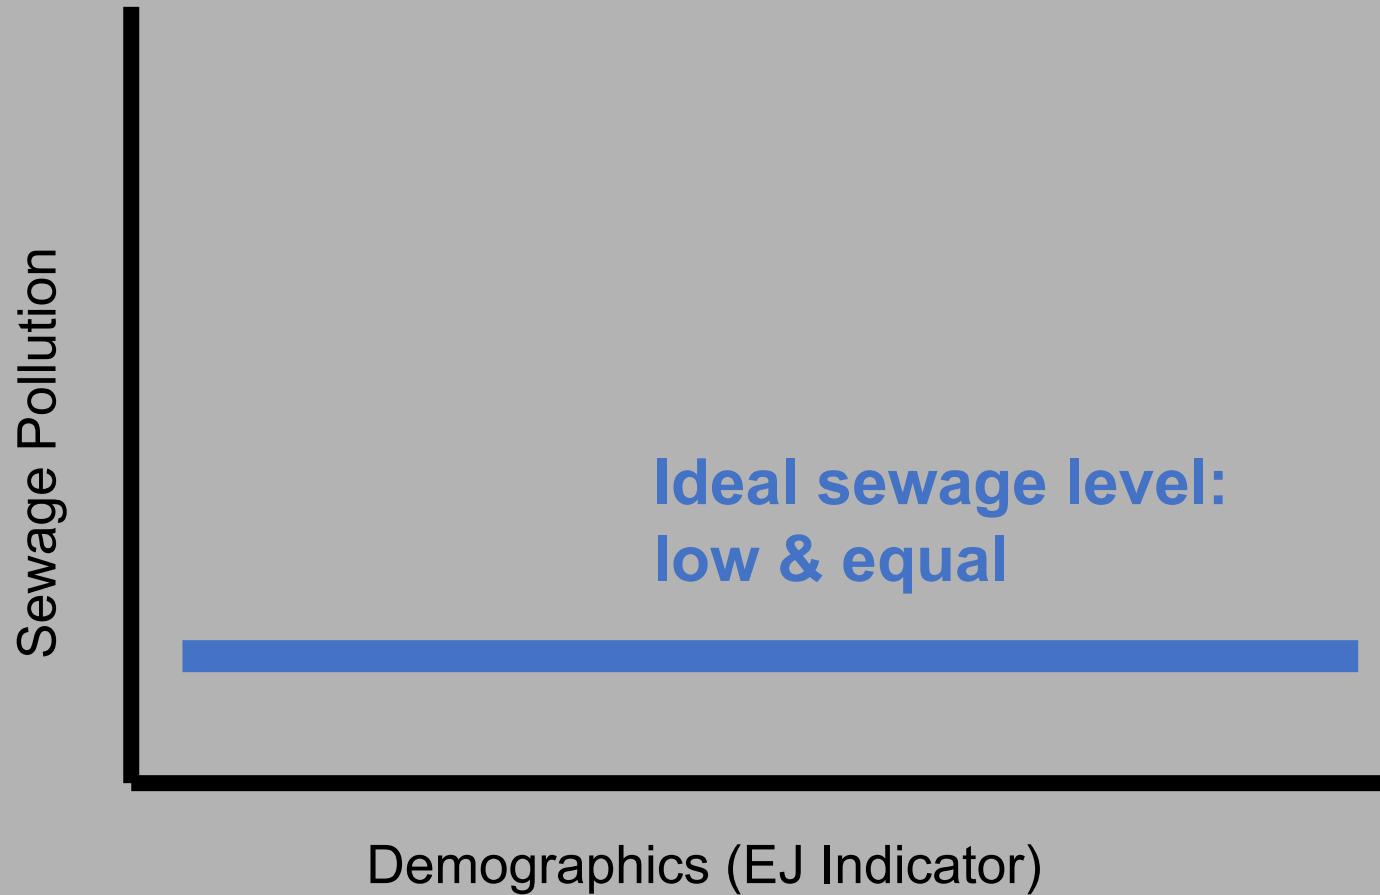 Sewage Pollution
Ideal sewage level:
low & equal
Demographics (EJ Indicator)